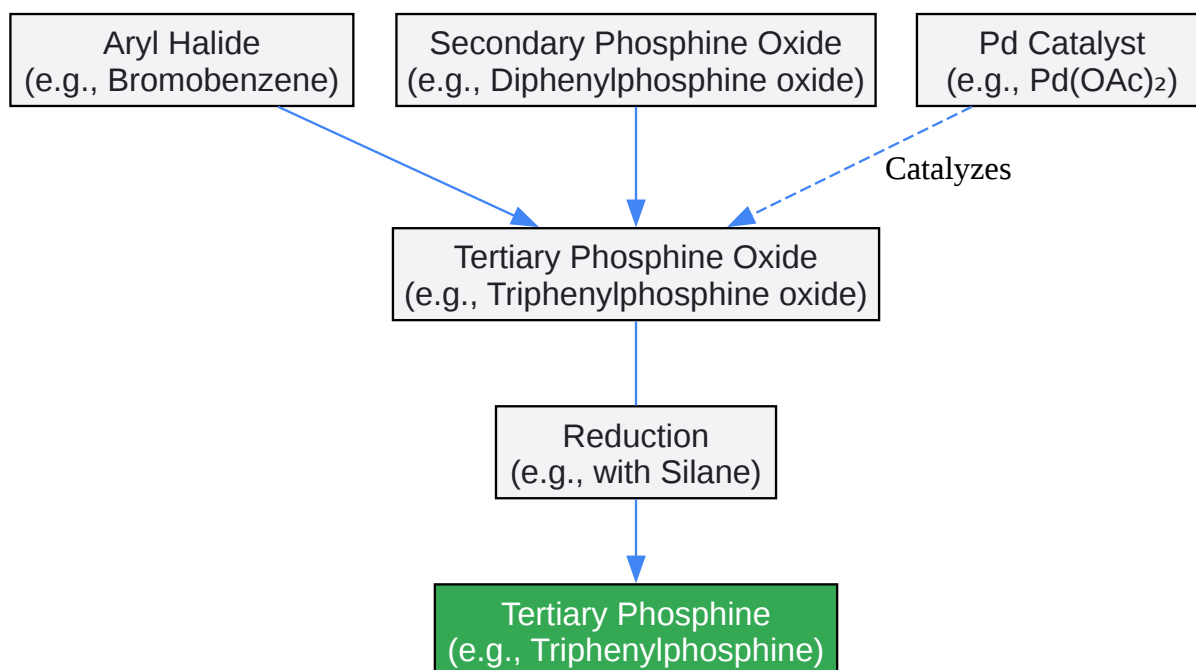 Aryl Halide
(e.g., Bromobenzene)
Secondary Phosphine Oxide
(e.g., Diphenylphosphine oxide)
Pd Catalyst
(e.g., Pd(OAc)₂)
Catalyzes
Tertiary Phosphine Oxide
(e.g., Triphenylphosphine oxide)
Reduction
(e.g., with Silane)
Tertiary Phosphine
(e.g., Triphenylphosphine)